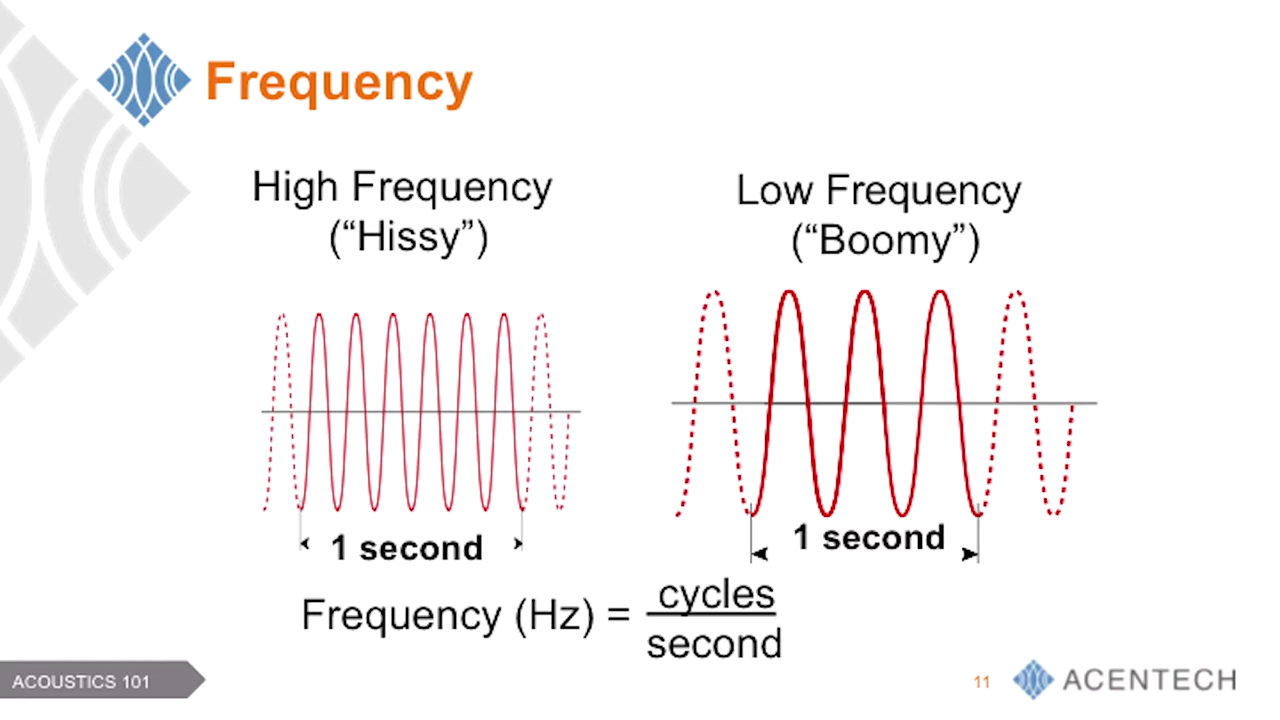 Frequency
High Frequency
(“Hissy”)
Low Frequency
(“Boomy”)
1 second
1 second
Frequency (Hz) = cycles
second
ACOUSTICS 101
11
ACENTECH